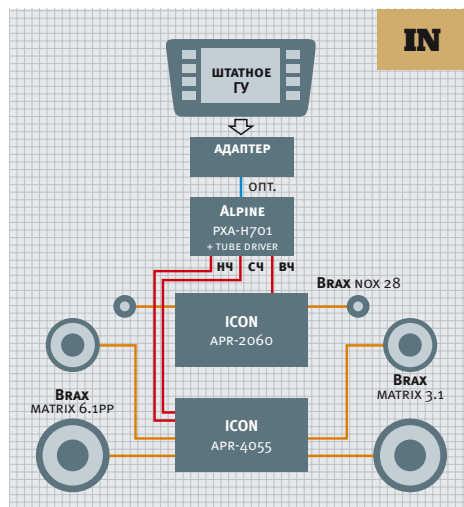 IN
ШТАТНОЕ
ГУ
АДАПТЕР
ОПТ.
ALPINE
PXA-H701
+ TUBE DRIVER
НЧ СЧ ВЧ
BRAX NOX 28
ICON
APR-2060
BRAX
MATRIX 6.1PP
BRAX
MATRIX 3.1
ICON
APR-4055